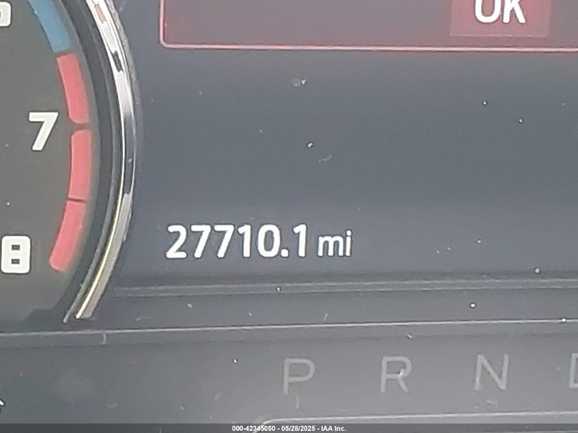 OK
7
27710.1 mi
8
P R N D
000-42345050 - 05/28/2025 - IAA Inc.